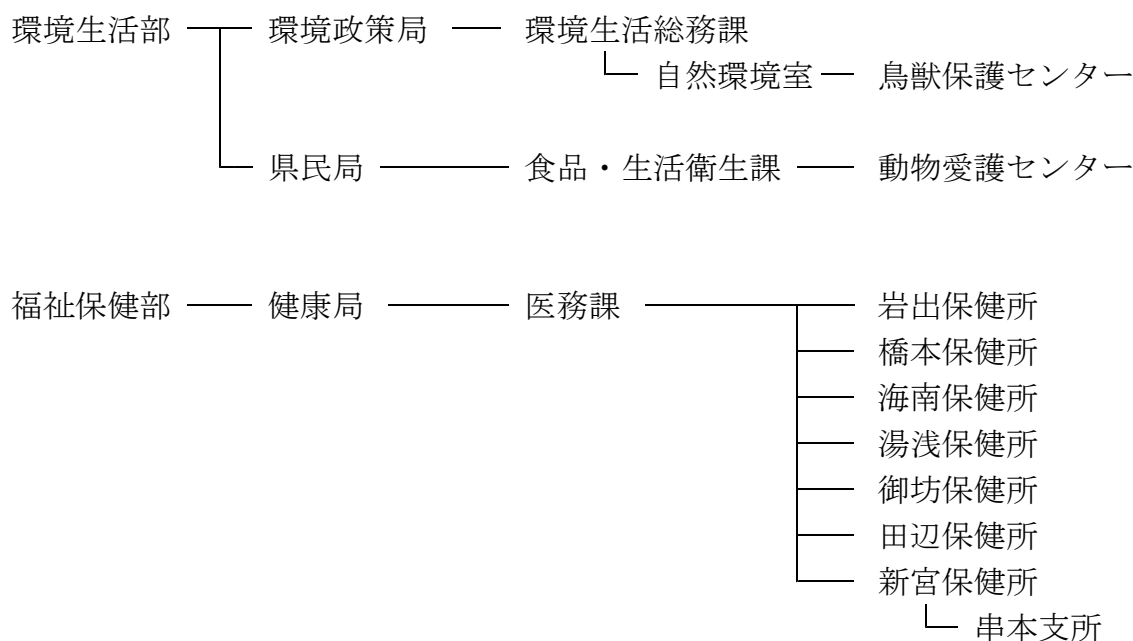 環境生活部 環境政策局 環境生活総務課
自然環境室 鳥獣保護センター
県民局 食品・生活衛生課 動物愛護センター
福祉保健部 健康局 医務課 岩出保健所
橋本保健所
海南保健所
湯浅保健所
御坊保健所
田辺保健所
新宮保健所
串本支所